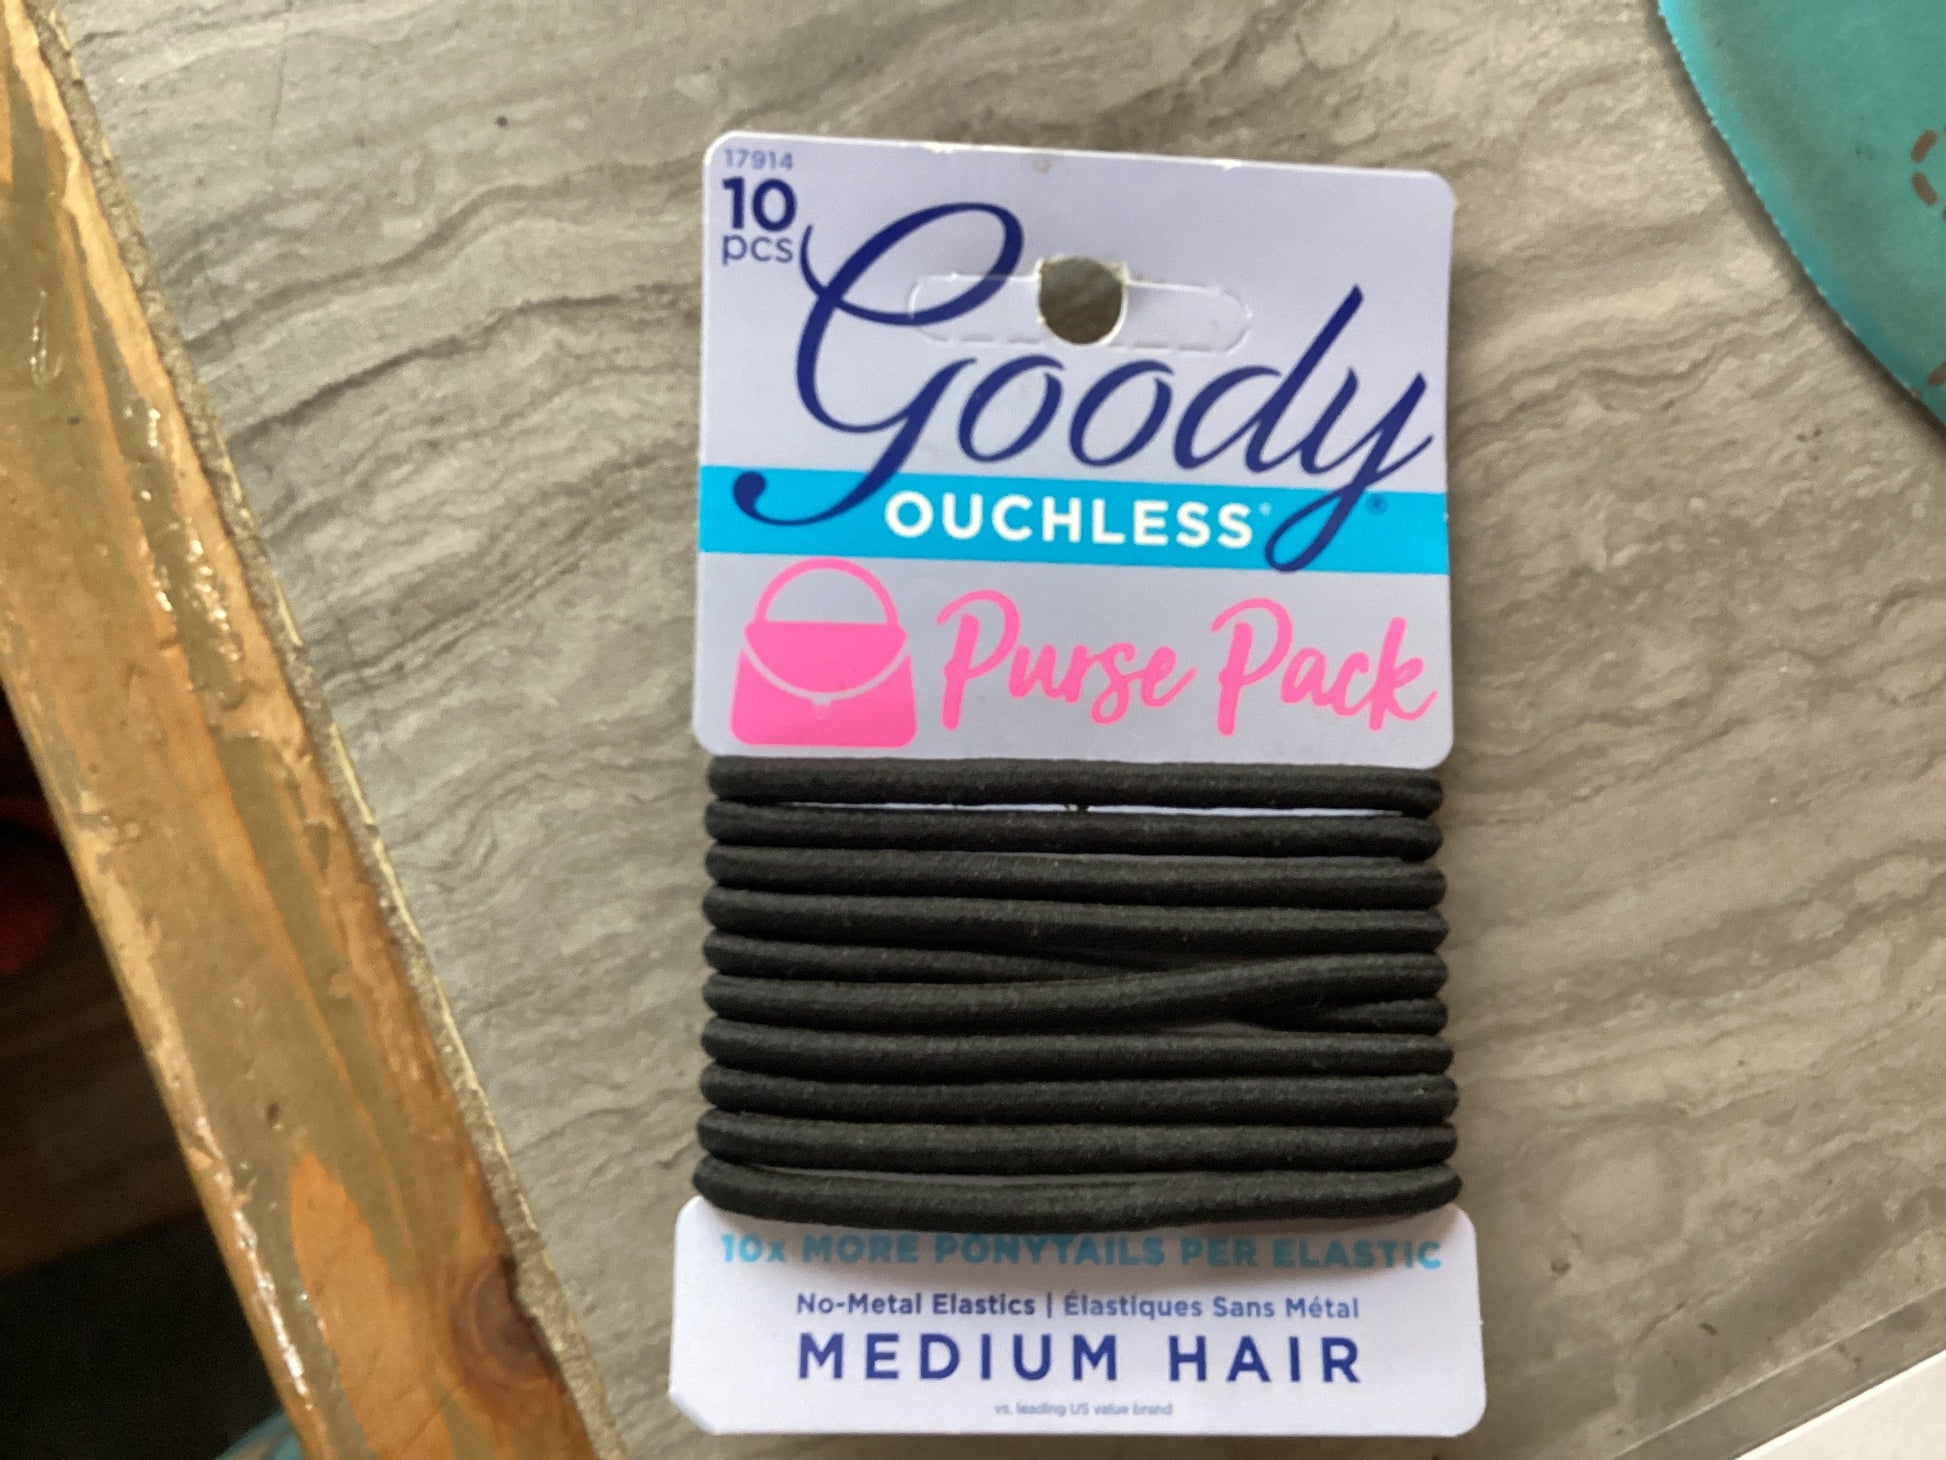 17914
10
pcs
Goody®
OUCHLESS®
Purse Pack
10x MORE PONYTAILS PER ELASTIC
No-Metal Elastics | Élastiques Sans Métal
MEDIUM HAIR
vs. leading US value brand